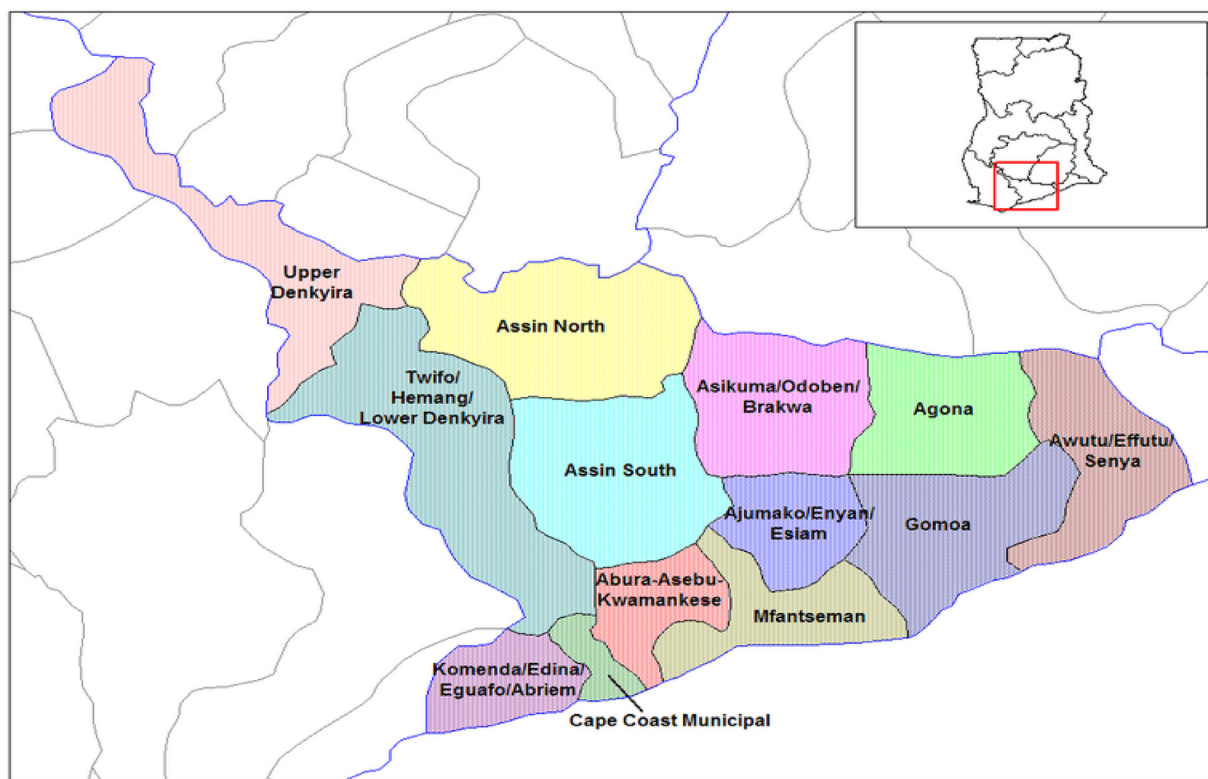 Upper
Denkyira
Assin North
Twifo/
Hemang/
Lower Denkyira
Asikuma/Odoben/
Brakwa
Agona
Awutu/Effutu/
Senya
Assin South
Ajumako/Enyan/
Esiam
Gomoa
Abura-Asebu-
Kwamankese
Mfantseman
Komenda/Edina/
Eguafo/Abriem
Cape Coast Municipal